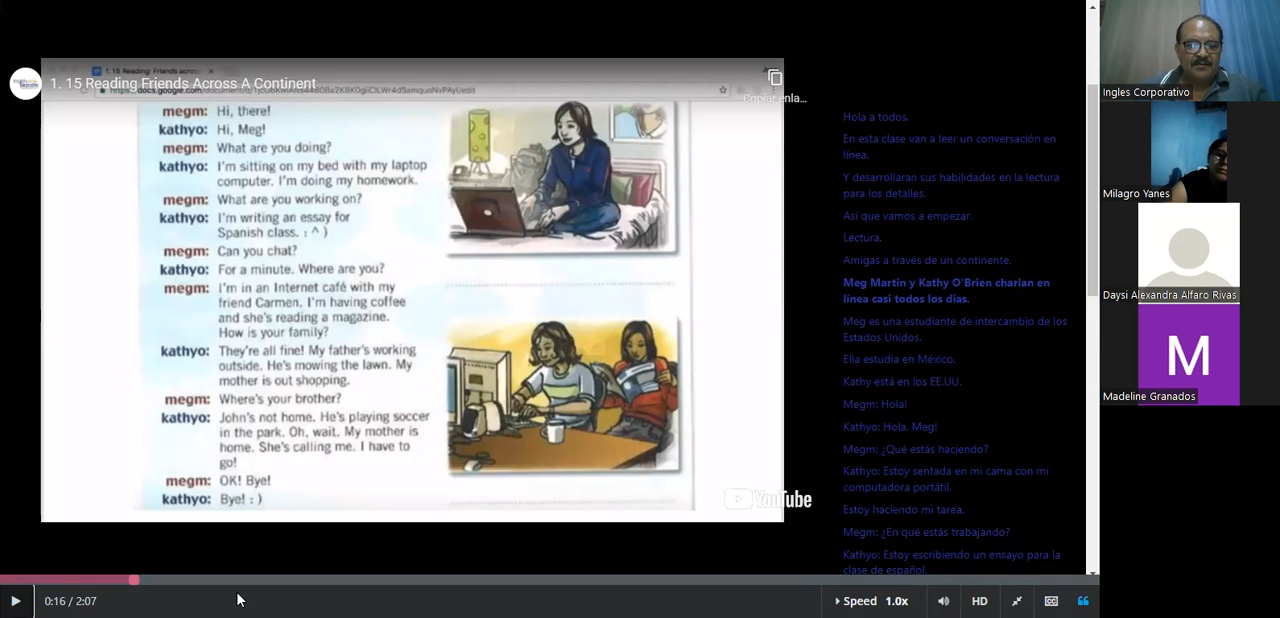 1. 15 Reading: Friends acros
1. 15 Reading Friends Across A Continent
Copiar enla...
megm: Hi, there!
kathyo: Hi, Meg!
megm: What are you doing?
kathyo: I'm sitting on my bed with my laptop
computer. I'm doing my homework.
megm: What are you working on?
kathyo: I'm writing an essay for
Spanish class. : ^ )
megm: Can you chat?
kathyo: For a minute. Where are you?
megm: I'm in an Internet café with my
friend Carmen. I'm having coffee
and she's reading a magazine.
How is your family?
kathyo: They're all fine! My father's working
outside. He's mowing the lawn. My
mother is out shopping.
megm: Where's your brother?
kathyo: John's not home. He's playing soccer
in the park. Oh, wait. My mother is
home. She's calling me. I have to
go!
megm: OK! Bye!
kathyo: Bye! : )
YouTube
Hola a todos.
En esta clase van a leer un conversación en
línea.
Y desarrollaran sus habilidades en la lectura
para los detalles.
Así que vamos a empezar.
Lectura.
Amigas a través de un continente.
Meg Martin y Kathy O'Brien charlan en
línea casi todos los días.
Meg es una estudiante de intercambio de los
Estados Unidos.
Ella estudia en México.
Kathy está en los EE.UU.
Megm: Hola!
Kathyo: Hola, Meg!
Megm: ¿Qué estás haciendo?
Kathyo: Estoy sentada en mi cama con mi
computadora portátil.
Estoy haciendo mi tarea.
Megm: ¿En qué estás trabajando?
Kathyo: Estoy escribiendo un ensayo para la
clase de español.
Ingles Corporativo
Milagro Yanes
Daysi Alexandra Alfaro Rivas
M
Madeline Granados
0:16 / 2:07
Speed 1.0x
HD
CC